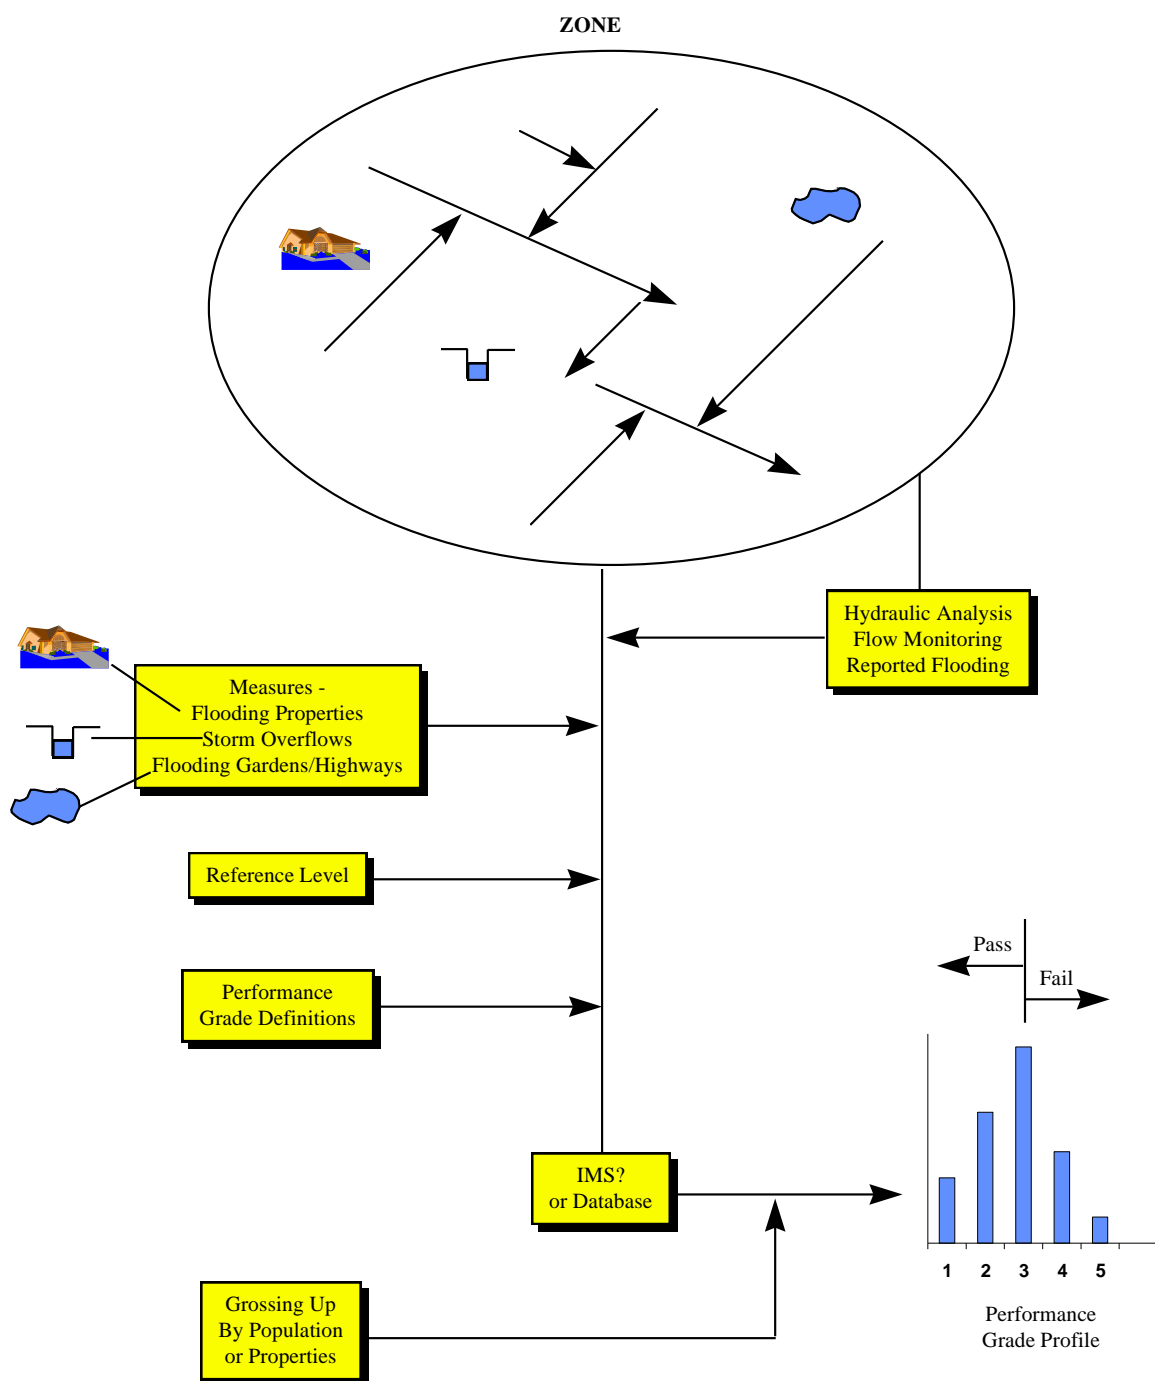 ZONE
Hydraulic Analysis
Flow Monitoring
Reported Flooding
Measures -
Flooding Properties
Storm Overflows
Flooding Gardens/Highways
Reference Level
Performance
Grade Definitions
Pass
Fail
IMS?
or Database
1 2 3 4 5
Performance
Grade Profile
Grossing Up
By Population
or Properties